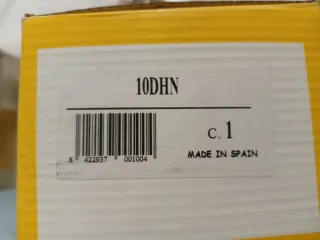 10DHN
C. 1
8 422937 001004
MADE IN SPAIN